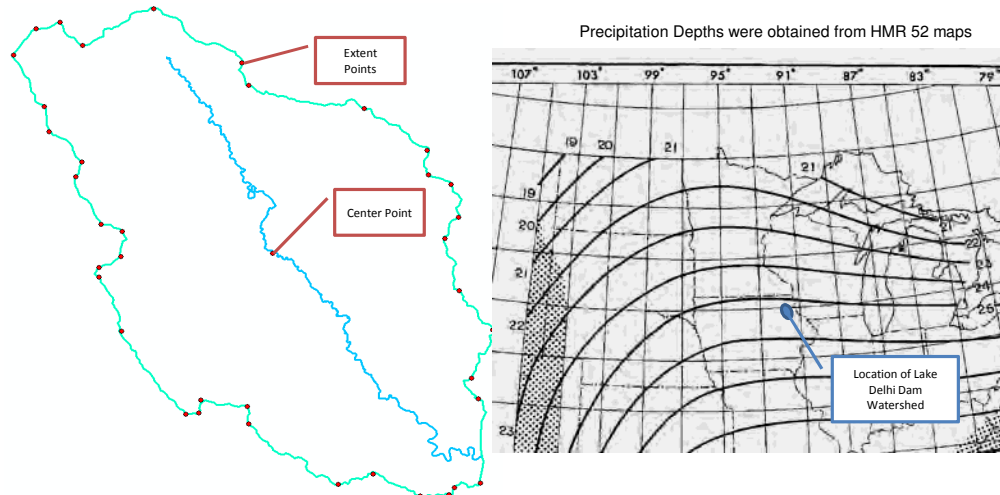 Extent
Points
Center Point
Precipitation Depths were obtained from HMR 52 maps
107° 103° 99° 95° 91° 87° 83° 79°
19 20 21
21
19
20
21
22
23
21
22
23
24
25
Location of Lake
Delhi Dam
Watershed